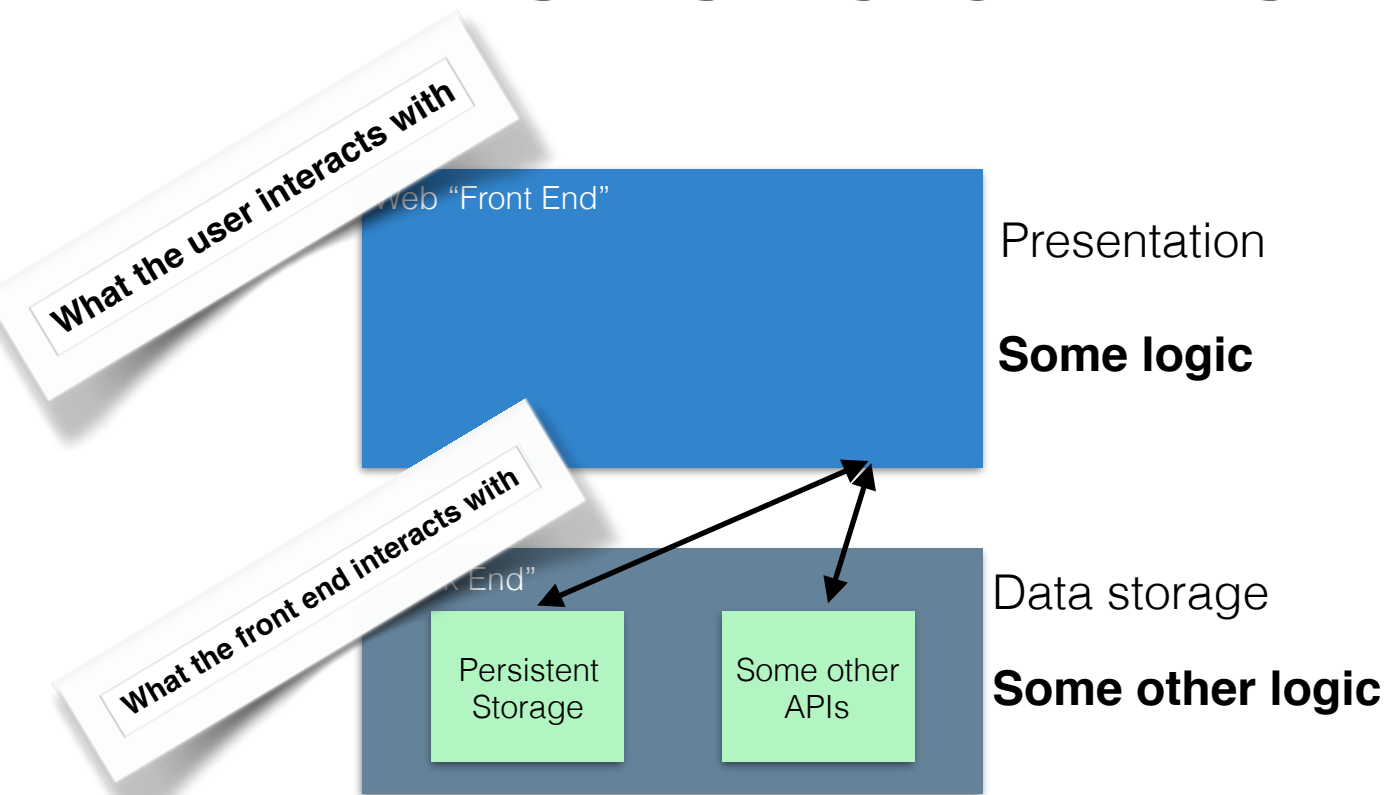 What the user interacts with
Web “Front End”
Presentation
Some logic
What the front end interacts with
End”
Data storage
Persistent
Storage
Some other
APIs
Some other logic